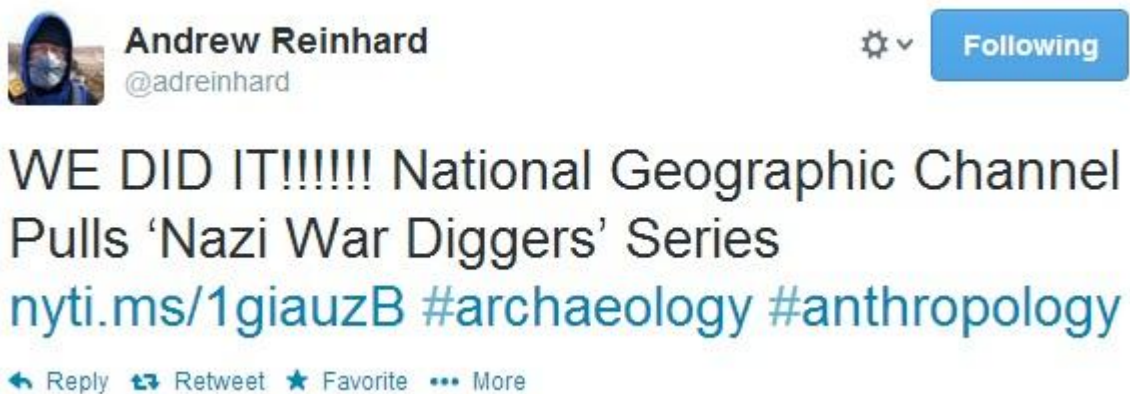 Andrew Reinhard
@adreinhard
Following
WE DID IT!!!!!! National Geographic Channel
Pulls ‘Nazi War Diggers’ Series
nyti.ms/1giauzB #archaeology #anthropology
Reply Retweet Favorite More